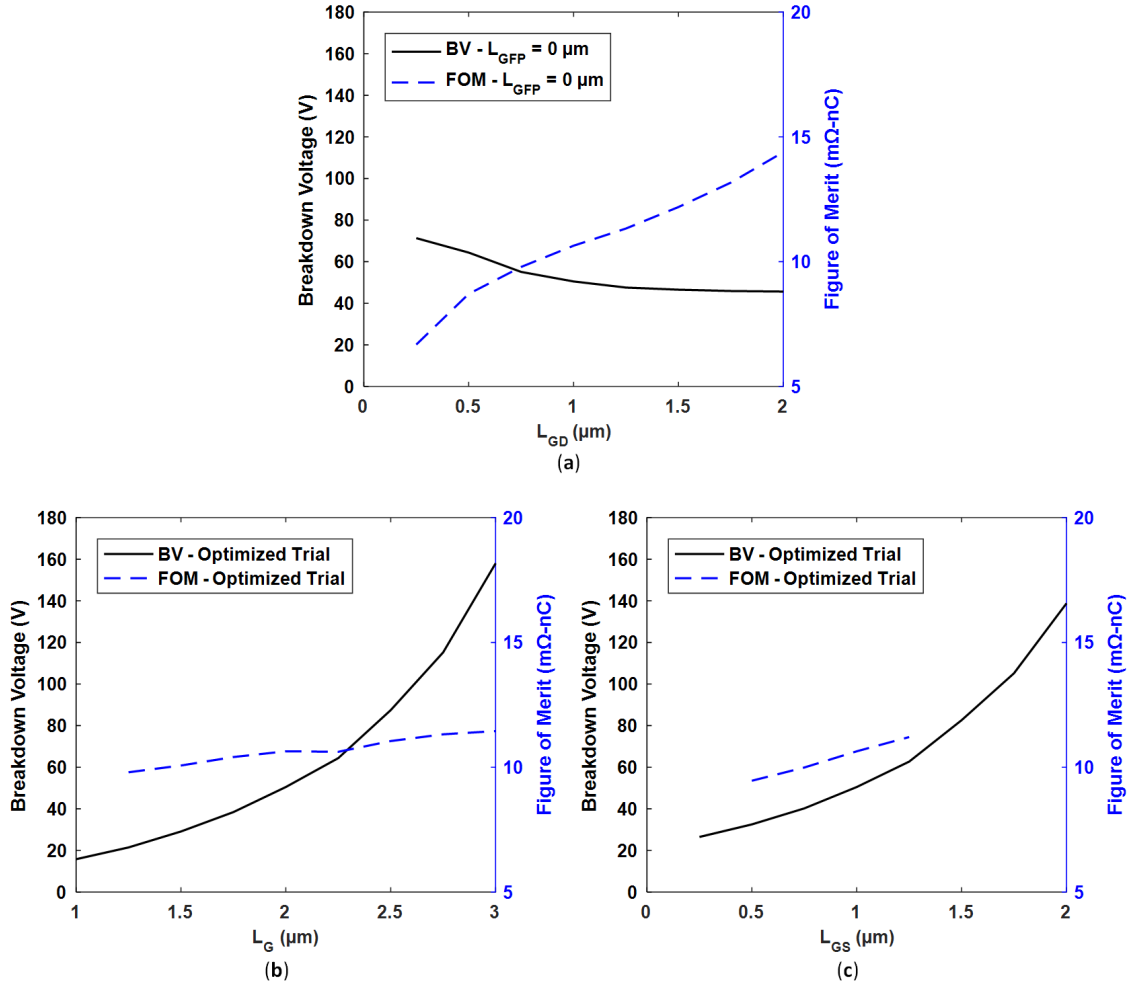 180
160
140
120
100
80
60
40
20
0
Breakdown Voltage (V)
BV - L_GFP = 0 µm
FOM - L_GFP = 0 µm
20
15
10
5
Figure of Merit (mΩ-nC)
0 0.5 1 1.5 2
L_GD (µm)
(a)
180
160
140
120
100
80
60
40
20
0
Breakdown Voltage (V)
BV - Optimized Trial
FOM - Optimized Trial
20
15
10
5
Figure of Merit (mΩ-nC)
1 1.5 2 2.5 3
L_G (µm)
(b)
180
160
140
120
100
80
60
40
20
0
Breakdown Voltage (V)
BV - Optimized Trial
FOM - Optimized Trial
20
15
10
5
Figure of Merit (mΩ-nC)
0 0.5 1 1.5 2
L_GS (µm)
(c)